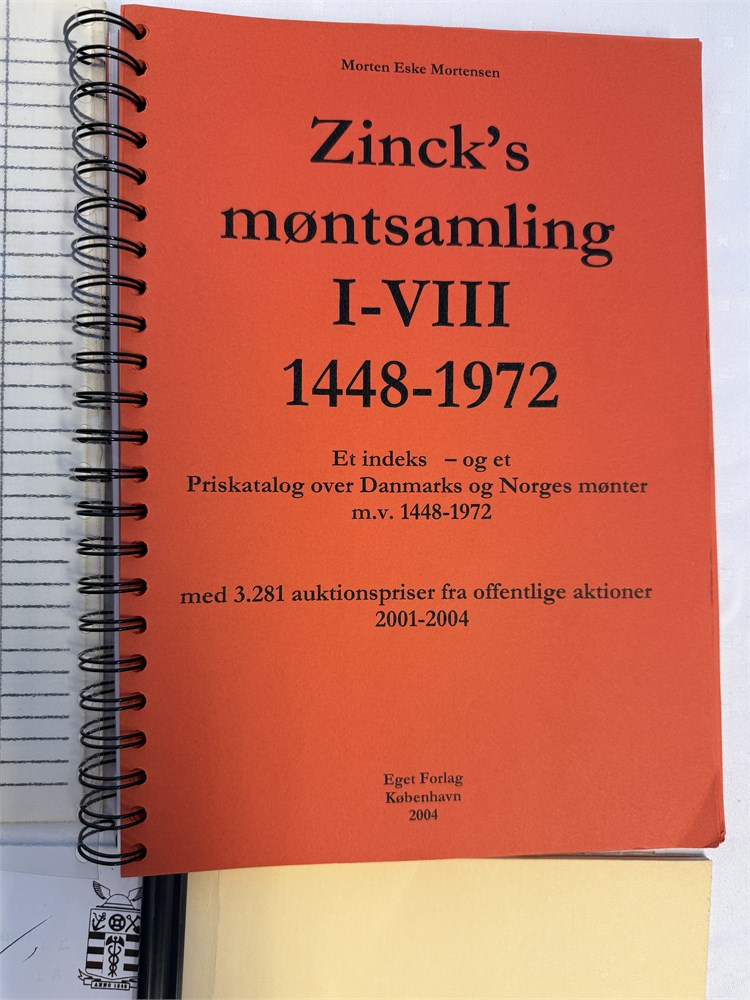 Morten Eske Mortensen
Zinck's
møntsamling
I-VIII
1448-1972
Et indeks – og et
Priskatalog over Danmarks og Norges mønter
m.v. 1448-1972
med 3.281 auktionspriser fra offentlige aktioner
2001-2004
Eget Forlag
København
2004